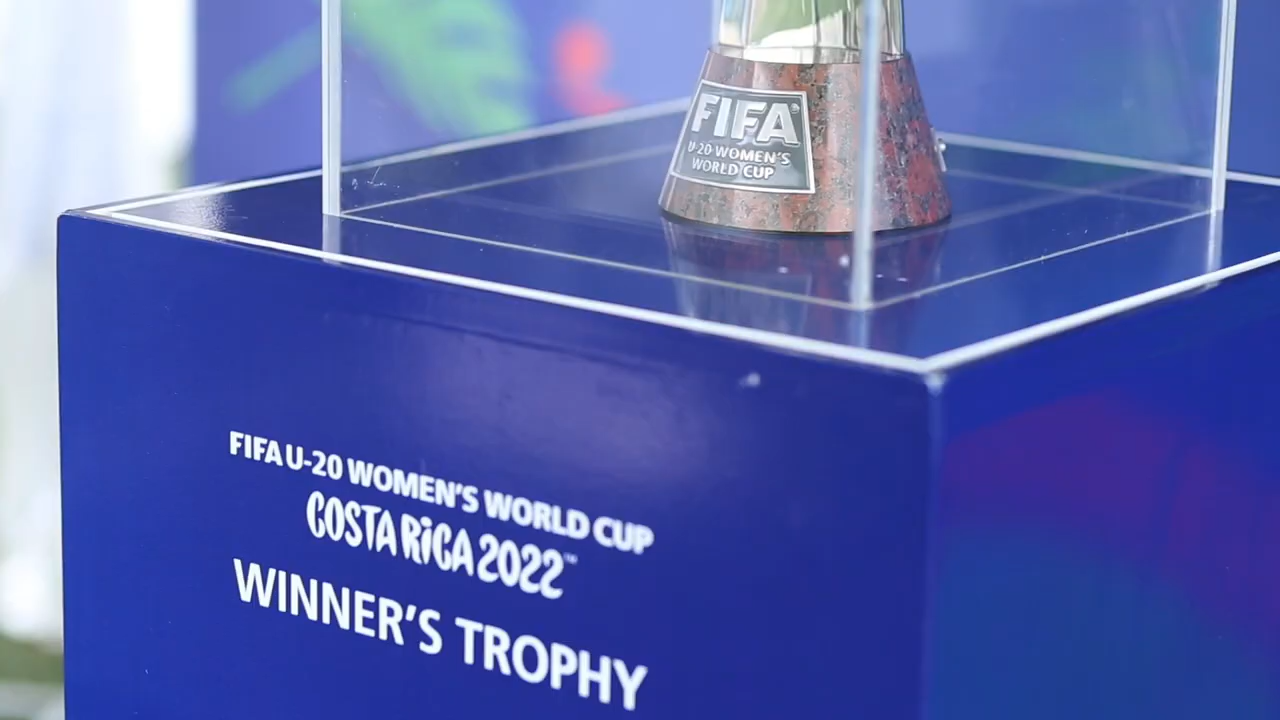 FIFA®
U-20 WOMEN'S
WORLD CUP
FIFA U-20 WOMEN'S WORLD CUP
COSTA RiCA 2022™
WINNER'S TROPHY